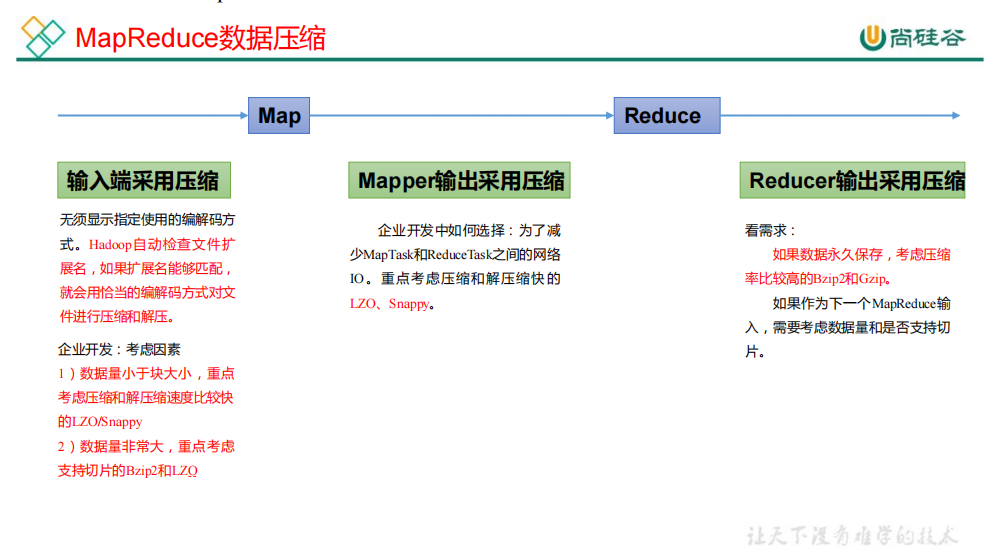 MapReduce数据压缩
尚硅谷
Map
Reduce
输入端采用压缩
无须显示指定使用的编解码方
式。Hadoop自动检查文件扩
展名，如果扩展名能够匹配，
就会用恰当的编解码方式对文
件进行压缩和解压。
企业开发：考虑因素
1）数据量小于块大小，重点
考虑压缩和解压缩速度比较快
的LZO/Snappy
2）数据量非常大，重点考虑
支持切片的Bzip2和LZO
Mapper输出采用压缩
企业开发中如何选择：为了减
少MapTask和ReduceTask之间的网络
IO。重点考虑压缩和解压缩快的
LZO、Snappy。
Reducer输出采用压缩
看需求：
如果数据永久保存，考虑压缩
率比较高的Bzip2和Gzip。
如果作为下一个MapReduce输
入，需要考虑数据量和是否支持切
片。
让天下没有难学的技术